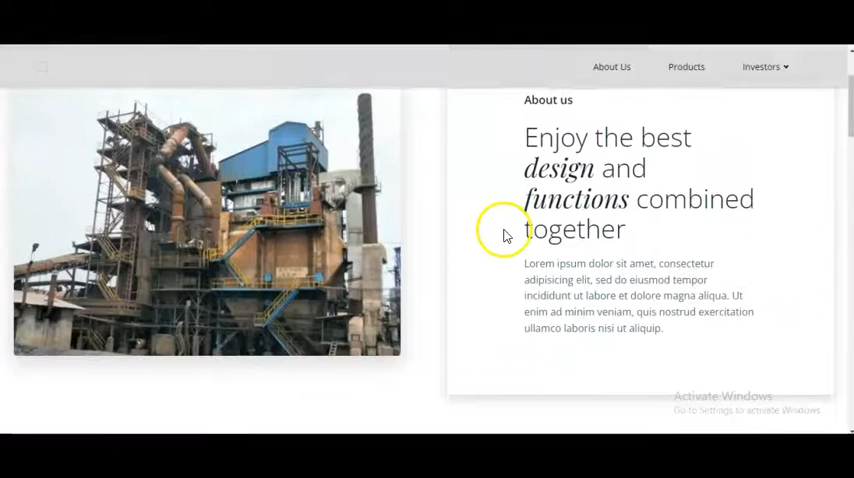 About Us Products Investors
About us
Enjoy the best
design and
functions combined
together
Lorem ipsum dolor sit amet, consectetur
adipisicing elit, sed do eiusmod tempor
incididunt ut labore et dolore magna aliqua. Ut
enim ad minim veniam, quis nostrud exercitation
ullamco laboris nisi ut aliquip.
Activate Windows
Go to Settings to activate Windows